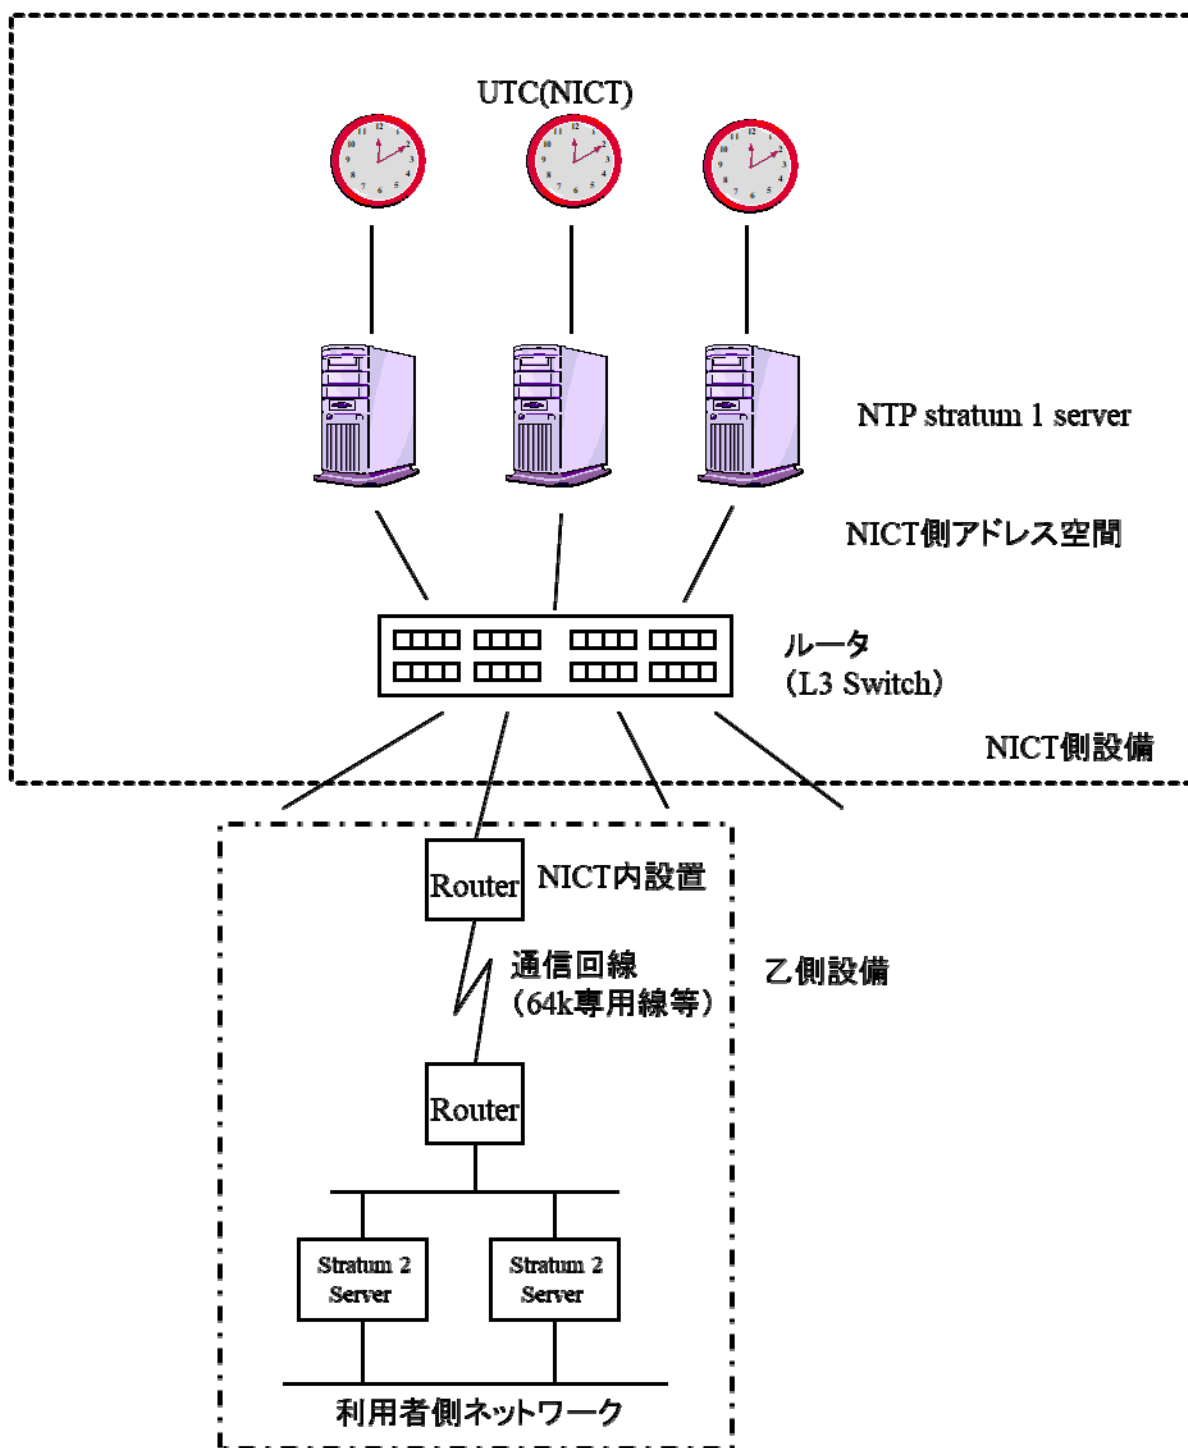 UTC(NICT)
NTP stratum 1 server
NICT側アドレス空間
ルータ
（L3 Switch）
NICT側設備
Router
NICT内設置
通信回線
（64k専用線等）
乙側設備
Router
Stratum 2
Server
Stratum 2
Server
利用者側ネットワーク